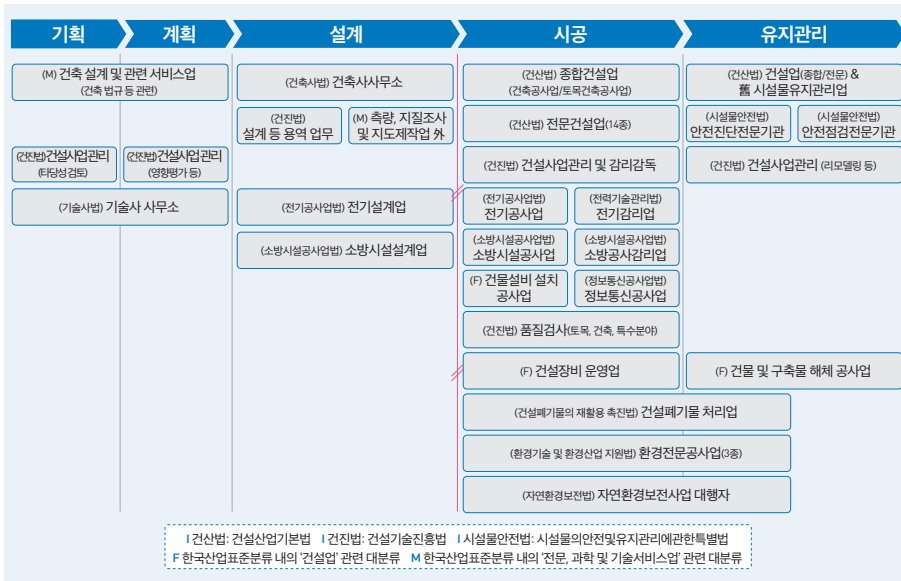 기획
계획
설계
시공
유지관리
(M) 건축 설계 및 관련 서비스업
(건축 법규 등 관련)
(건축사법) 건축사사무소
(건산법) 종합건설업
(건축공사업/토목건축공사업)
(건산법) 건설업(종합/전문) &
舊 시설물유지관리업
(건진법)
설계 등 용역 업무
(M) 측량, 지질조사
및 지도제작업 外
(건산법) 전문건설업(14종)
(시설물안전법)
안전진단전문기관
(시설물안전법)
안전점검전문기관
(건진법)건설사업관리
(타당성 검토)
(건진법)건설사업관리
(영향평가 등)
(건진법) 건설사업관리 및 감리감독
(건진법) 건설사업관리 (리모델링 등)
(기술사법) 기술사 사무소
(전기공사업법) 전기설계업
(전기공사업법)
전기공사업
(전력기술관리법)
전기감리업
(소방시설공사업법) 소방시설설계업
(소방시설공사업법)
소방시설공사업
(소방시설공사업법)
소방공사감리업
(F) 건물설비 설치
공사업
(정보통신공사업법)
정보통신공사업
(건진법) 품질검사(토목, 건축, 특수분야)
(F) 건설장비 운영업
(F) 건물 및 구축물 해체 공사업
(건설폐기물의 재활용 촉진법) 건설폐기물 처리업
(환경기술 및 환경산업 지원법) 환경전문공사업(3종)
(자연환경보전법) 자연환경보전사업 대행자
I 건산법: 건설산업기본법 I 건진법: 건설기술진흥법 I 시설물안전법: 시설물의안전및유지관리에관한특별법
F 한국산업표준분류 내의 '건설업' 관련 대분류 M 한국산업표준분류 내의 '전문, 과학 및 기술서비스업' 관련 대분류